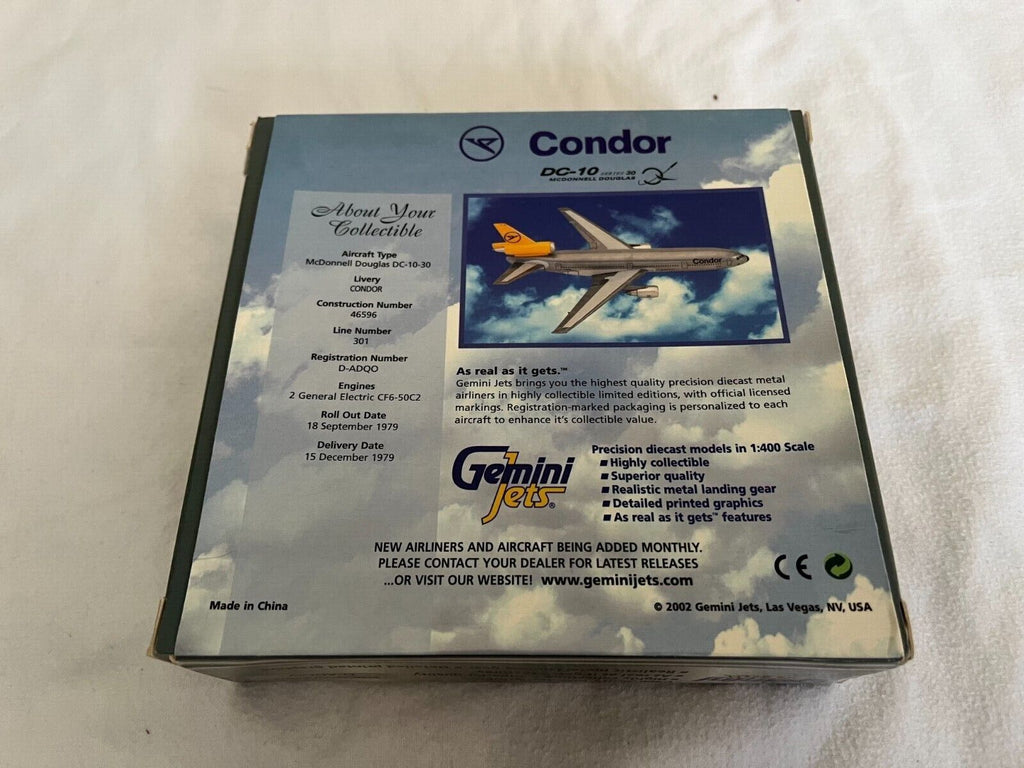 Condor
DC-10 SERIES 30
MCDONNELL DOUGLAS
About Your
Collectible
Aircraft Type
McDonnell Douglas DC-10-30
Livery
CONDOR
Construction Number
46596
Line Number
301
Registration Number
D-ADQO
Engines
2 General Electric CF6-50C2
Roll Out Date
18 September 1979
Delivery Date
15 December 1979
Condor
As real as it gets.™
Gemini Jets brings you the highest quality precision diecast metal
airliners in highly collectible limited editions, with official licensed
markings. Registration-marked packaging is personalized to each
aircraft to enhance it's collectible value.
Gemini
Jets®
Precision diecast models in 1:400 Scale
■ Highly collectible
■ Superior quality
■ Realistic metal landing gear
■ Detailed printed graphics
■ As real as it gets™ features
NEW AIRLINERS AND AIRCRAFT BEING ADDED MONTHLY.
PLEASE CONTACT YOUR DEALER FOR LATEST RELEASES
...OR VISIT OUR WEBSITE! www.geminijets.com
CE
Made in China
© 2002 Gemini Jets, Las Vegas, NV, USA